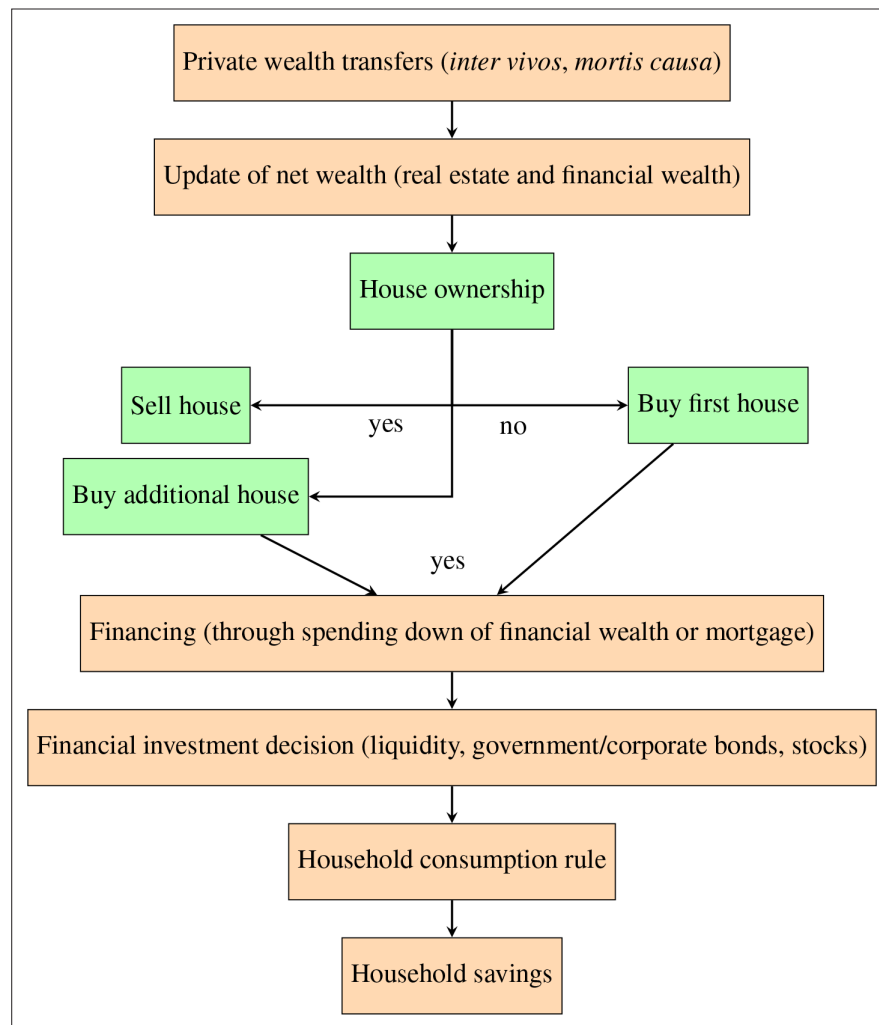 Private wealth transfers (inter vivos, mortis causa)
Update of net wealth (real estate and financial wealth)
House ownership
Sell house
yes
no
Buy first house
Buy additional house
yes
Financing (through spending down of financial wealth or mortgage)
Financial investment decision (liquidity, government/corporate bonds, stocks)
Household consumption rule
Household savings